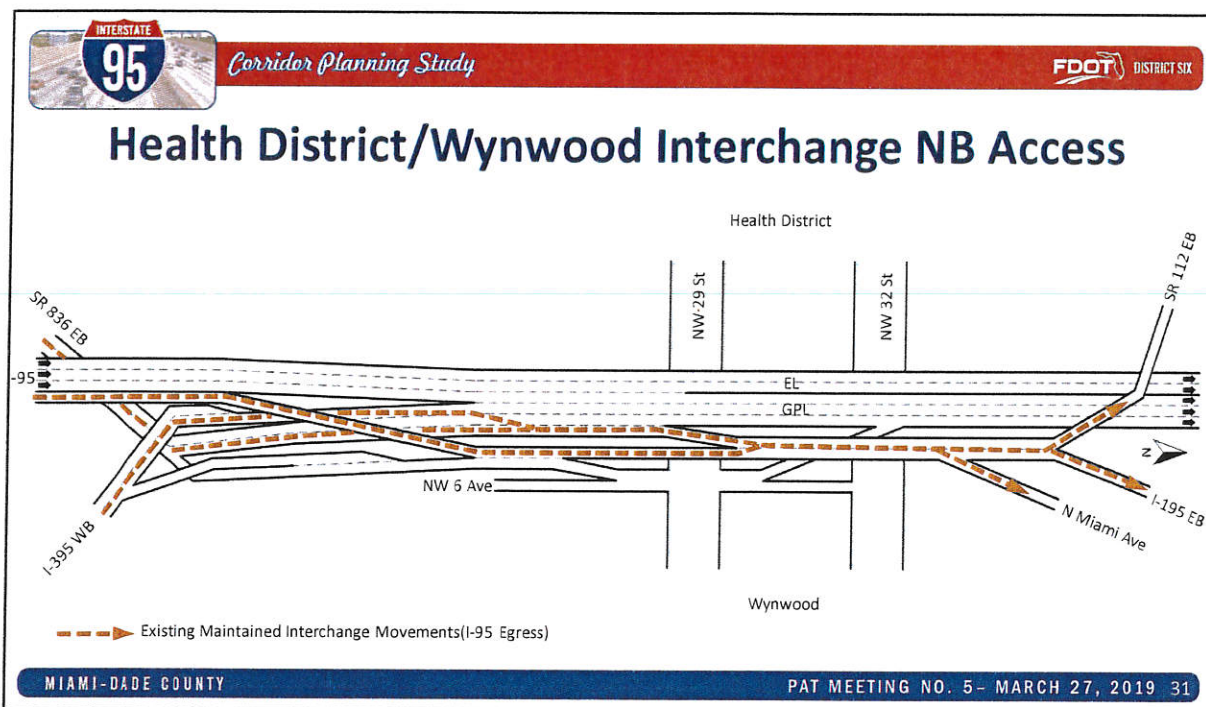 INTERSTATE
95
Corridor Planning Study
FDOT DISTRICT SIX
Health District/Wynwood Interchange NB Access
Health District
SR 836 EB
NW 29 St
NW 32 St
SR 112 EB
-95
EL
GPL
N
NW 6 Ave
I-395 WB
N Miami Ave
I-195 EB
Wynwood
Existing Maintained Interchange Movements(I-95 Egress)
MIAMI-DADE COUNTY
PAT MEETING NO. 5– MARCH 27, 2019 31